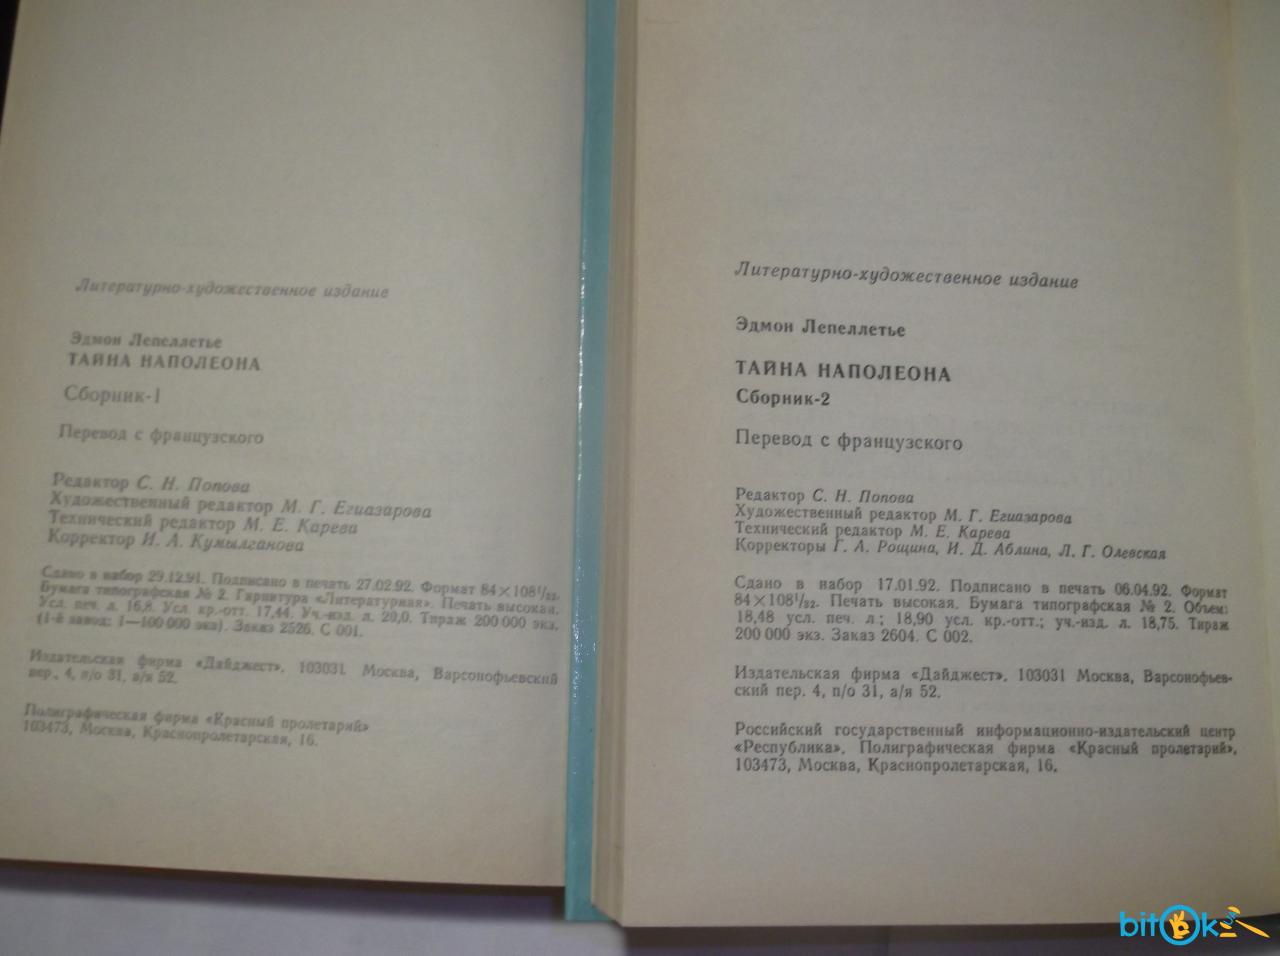 Литературно-художественное издание
Эдмон Лепеллетье
ТАЙНА НАПОЛЕОНА
Сборник-1
Перевод с французского
Редактор С. Н. Попова
Художественный редактор М. Г. Егиазарова
Технический редактор М. Е. Карева
Корректор И. А. Кумылганова
Сдано в набор 29.12.91. Подписано в печать 27.02.92. Формат 84×108¹/₃₂.
Бумага типографская № 2. Гарнитура «Литературная». Печать высокая.
Усл. печ. л. 16,8. Усл. кр.-отт. 17,44. Уч.-изд. л. 20,0. Тираж 200 000 экз.
(1-й завод: 1—100 000 экз). Заказ 2526. С 001.
Издательская фирма «Дайджест». 103031. Москва, Варсонофьевский
пер., 4, п/о 31, а/я 52.
Полиграфическая фирма «Красный пролетарий»
103473, Москва, Краснопролетарская, 16.
Литературно-художественное издание
Эдмон Лепеллетье
ТАЙНА НАПОЛЕОНА
Сборник-2
Перевод с французского
Редактор С. Н. Попова
Художественный редактор М. Г. Егиазарова
Технический редактор М. Е. Карева
Корректоры Г. А. Рощина, И. Д. Аблина, Л. Г. Олевская
Сдано в набор 17.01.92. Подписано в печать 06.04.92. Формат
84×108¹/₃₂. Печать высокая. Бумага типографская № 2. Объем:
18,48 усл. печ. л.; 18,90 усл. кр.-отт.; уч.-изд. л. 18,75. Тираж
200 000 экз. Заказ 2604. С 002.
Издательская фирма «Дайджест». 103031 Москва, Варсонофьев-
ский пер. 4, п/о 31, а/я 52.
Российский государственный информационно-издательский центр
«Республика». Полиграфическая фирма «Красный пролетарий».
103473, Москва, Краснопролетарская, 16.
bitOk